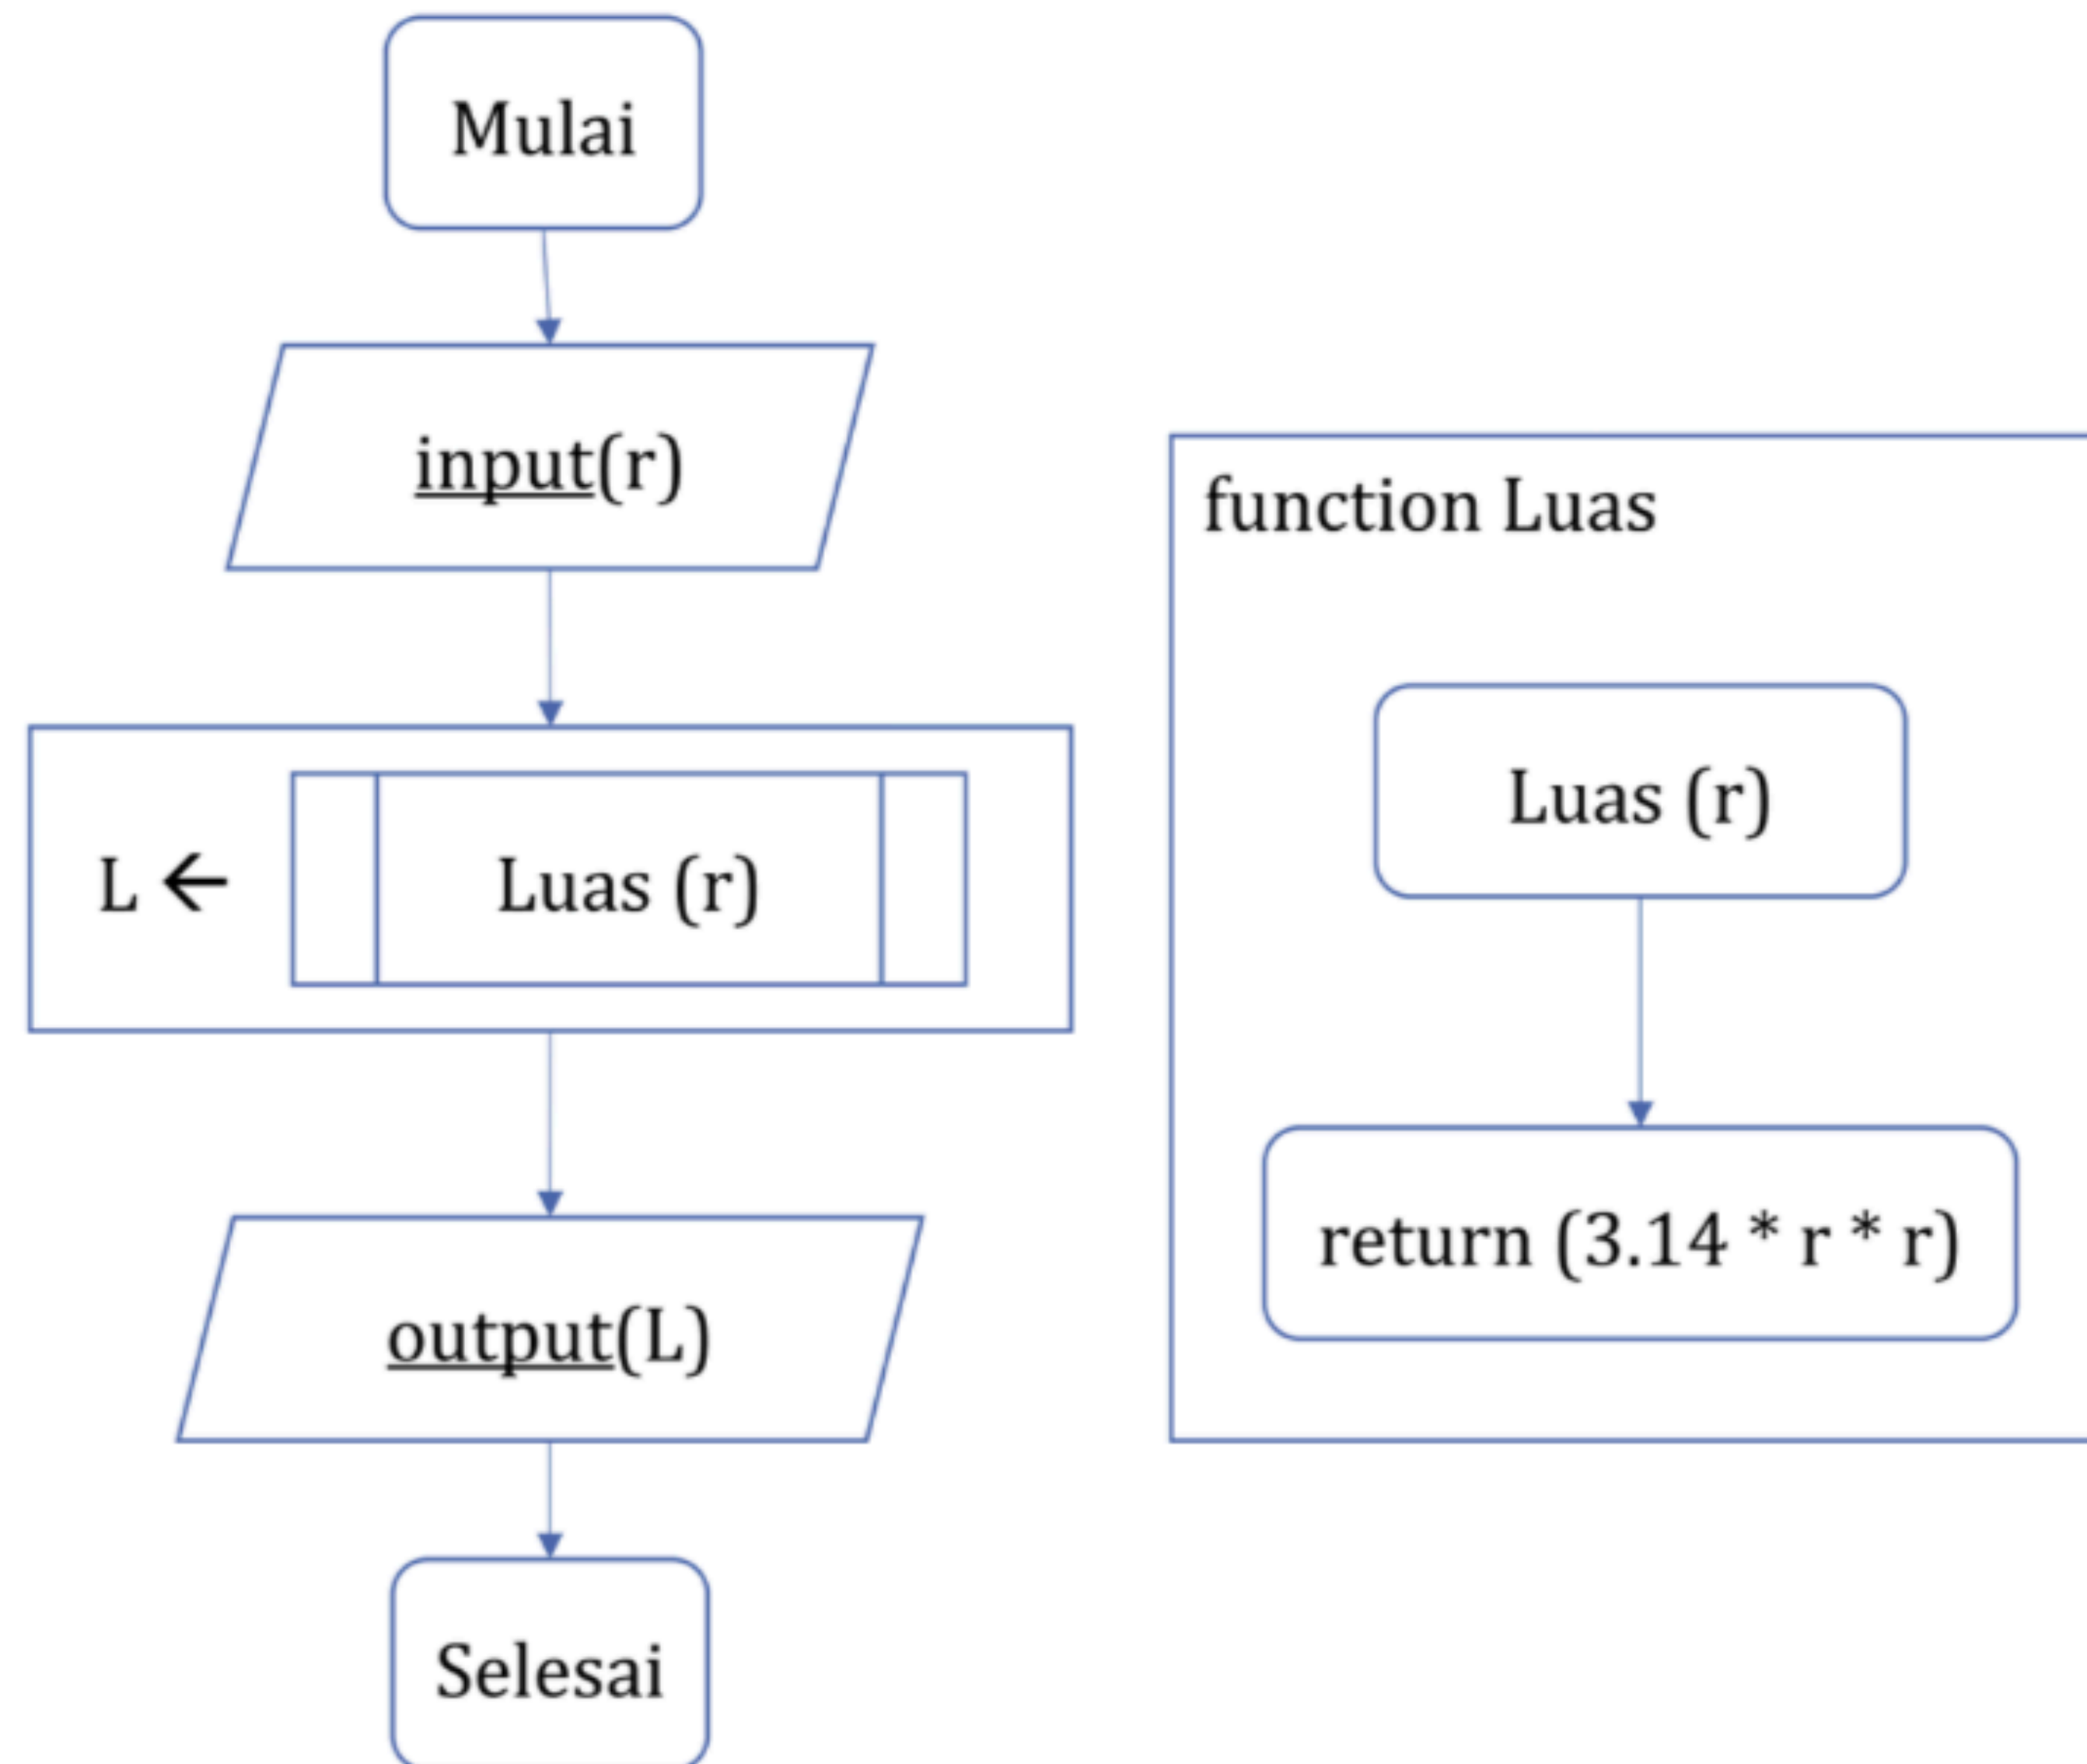 Mulai
input(r)
L ← Luas (r)
output(L)
Selesai
function Luas
Luas (r)
return (3.14 * r * r)